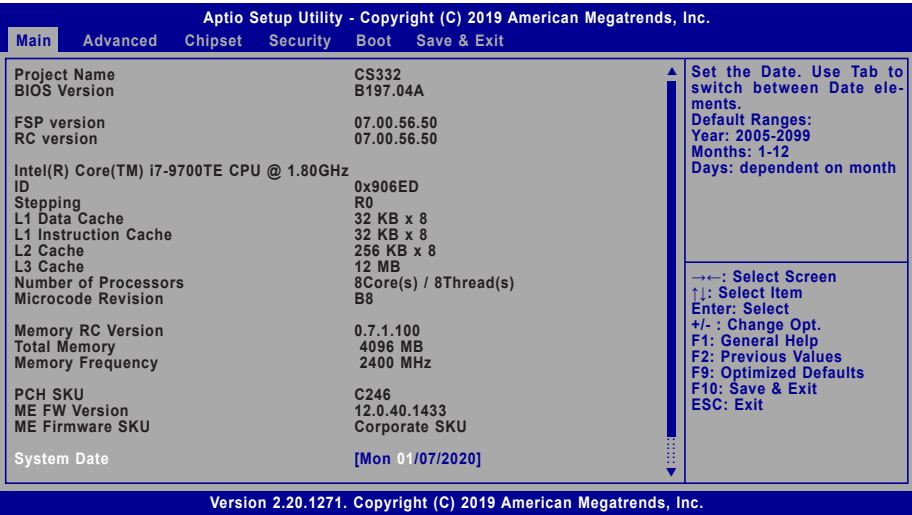 Aptio Setup Utility - Copyright (C) 2019 American Megatrends, Inc.
Main Advanced Chipset Security Boot Save & Exit
Project Name CS332
BIOS Version B197.04A
FSP version 07.00.56.50
RC version 07.00.56.50
Intel(R) Core(TM) i7-9700TE CPU @ 1.80GHz
ID 0x906ED
Stepping R0
L1 Data Cache 32 KB x 8
L1 Instruction Cache 32 KB x 8
L2 Cache 256 KB x 8
L3 Cache 12 MB
Number of Processors 8Core(s) / 8Thread(s)
Microcode Revision B8
Memory RC Version 0.7.1.100
Total Memory 4096 MB
Memory Frequency 2400 MHz
PCH SKU C246
ME FW Version 12.0.40.1433
ME Firmware SKU Corporate SKU
System Date [Mon 01/07/2020]
Set the Date. Use Tab to
switch between Date ele-
ments.
Default Ranges:
Year: 2005-2099
Months: 1-12
Days: dependent on month
→←: Select Screen
↑↓: Select Item
Enter: Select
+/- : Change Opt.
F1: General Help
F2: Previous Values
F9: Optimized Defaults
F10: Save & Exit
ESC: Exit
Version 2.20.1271. Copyright (C) 2019 American Megatrends, Inc.